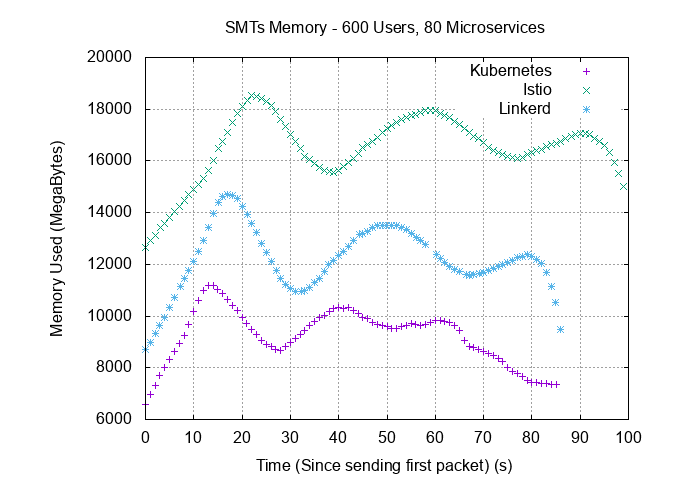 SMTs Memory - 600 Users, 80 Microservices
20000
18000
16000
14000
12000
10000
8000
6000
Memory Used (MegaBytes)
Kubernetes
Istio
Linkerd
0 10 20 30 40 50 60 70 80 90 100
Time (Since sending first packet) (s)